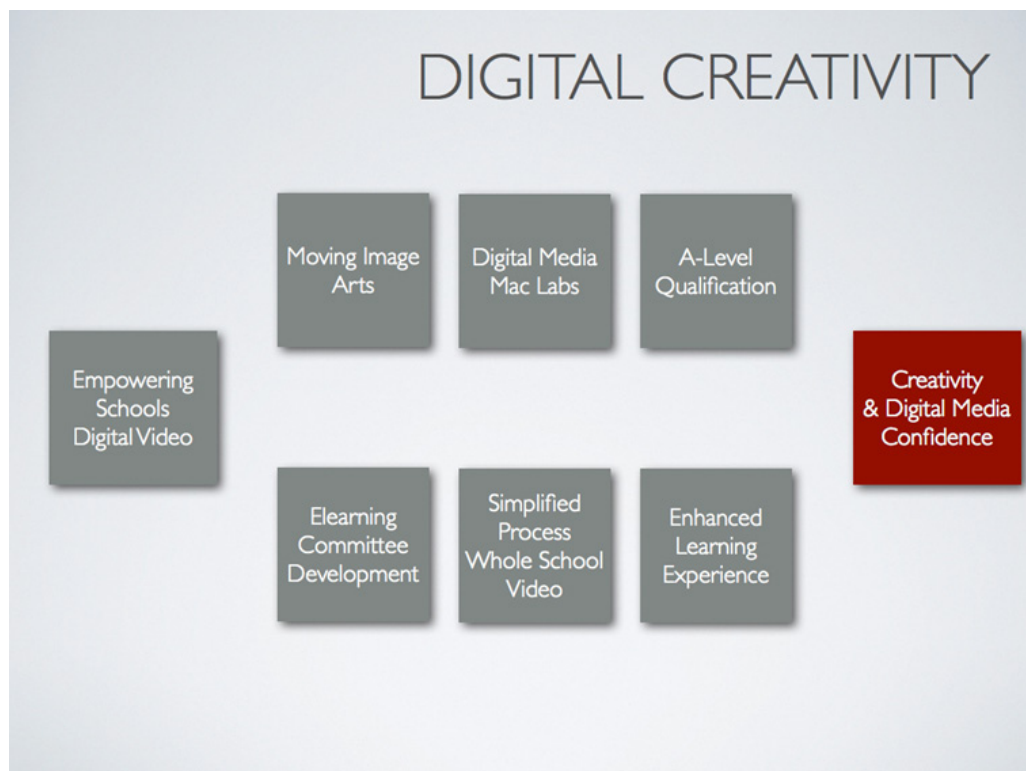 DIGITAL CREATIVITY
Moving Image
Arts
Digital Media
Mac Labs
A-Level
Qualification
Empowering
Schools
Digital Video
Creativity
& Digital Media
Confidence
Elearning
Committee
Development
Simplified
Process
Whole School
Video
Enhanced
Learning
Experience